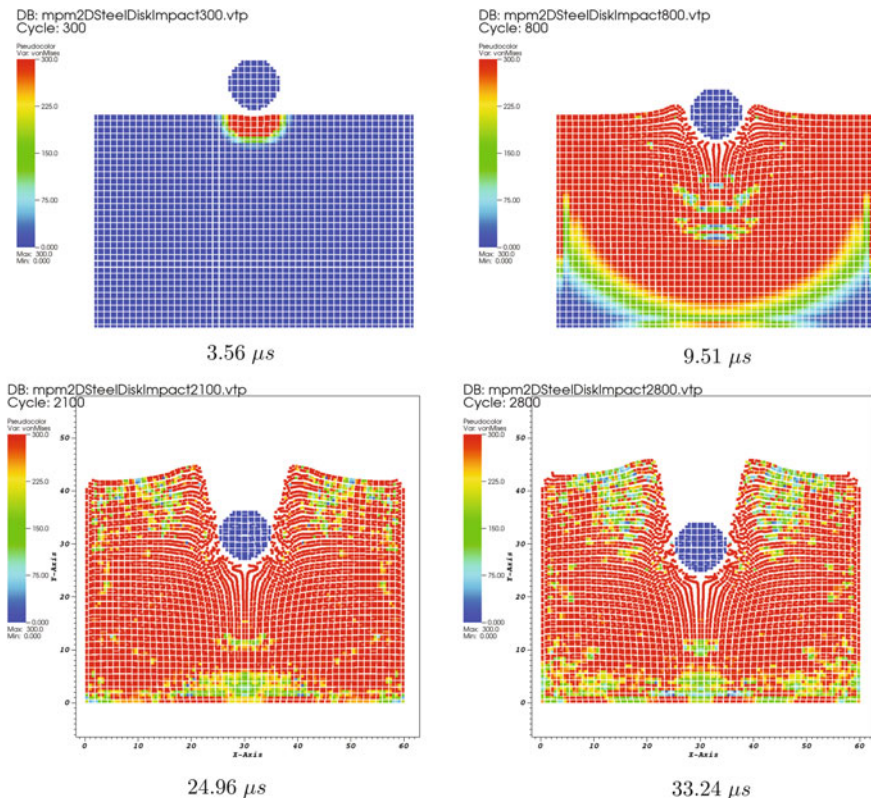 DB: mpm2DSteelDiskImpact300.vtp
Cycle: 300
Pseudocolor
Var: vonMises
300.0
225.0
150.0
75.00
0.000
Max: 300.0
Min: 0.000
3.56 μs
DB: mpm2DSteelDiskImpact800.vtp
Cycle: 800
Pseudocolor
Var: vonMises
300.0
225.0
150.0
75.00
0.000
Max: 300.0
Min: 0.000
9.51 μs
DB: mpm2DSteelDiskImpact2100.vtp
Cycle: 2100
Pseudocolor
Var: vonMises
300.0
225.0
150.0
75.00
0.000
Max: 300.0
Min: 0.000
50
40
30
20
10
0
Y-Axis
0 10 20 30 40 50 60
X-Axis
24.96 μs
DB: mpm2DSteelDiskImpact2800.vtp
Cycle: 2800
Pseudocolor
Var: vonMises
300.0
225.0
150.0
75.00
0.000
Max: 300.0
Min: 0.000
50
40
30
20
10
0
Y-Axis
0 10 20 30 40 50 60
X-Axis
33.24 μs